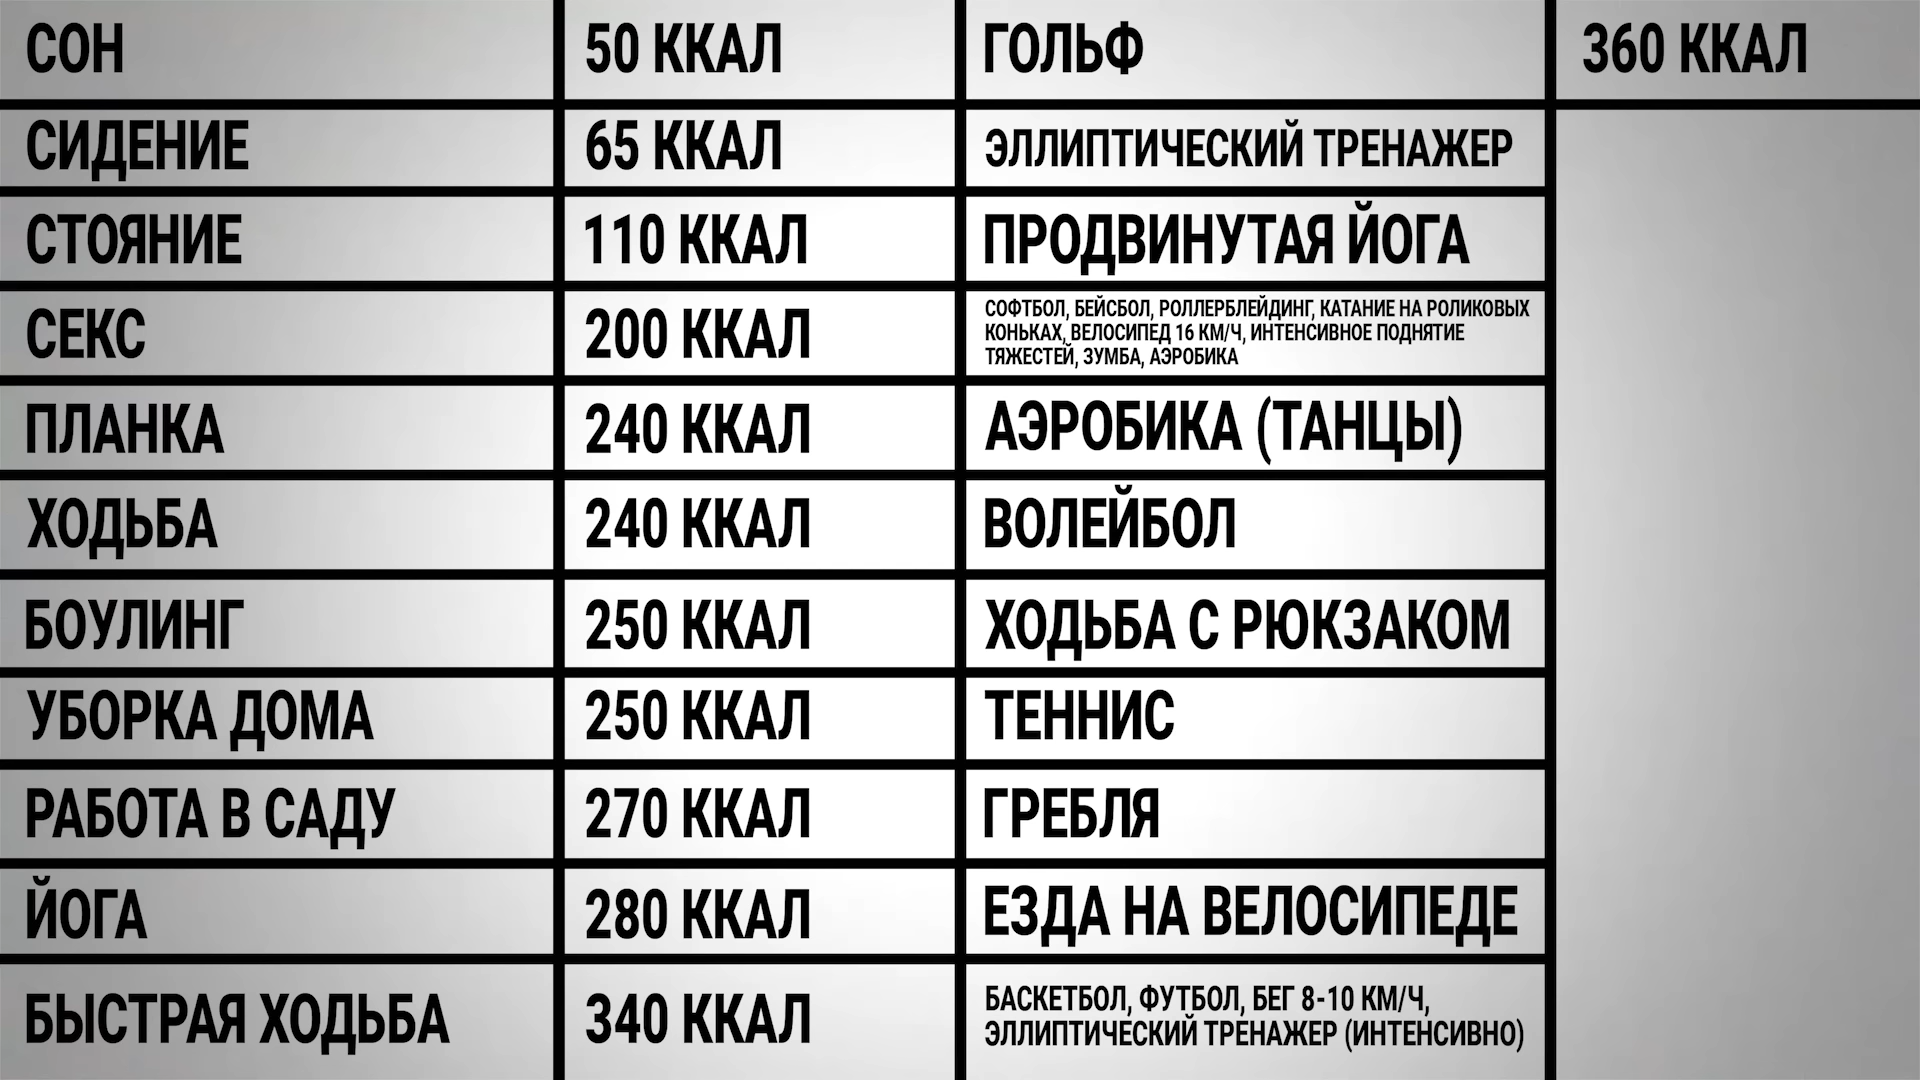 СОН 50 ККАЛ ГОЛЬФ 360 ККАЛ
СИДЕНИЕ 65 ККАЛ ЭЛЛИПТИЧЕСКИЙ ТРЕНАЖЕР
СТОЯНИЕ 110 ККАЛ ПРОДВИНУТАЯ ЙОГА
СЕКС 200 ККАЛ СОФТБОЛ, БЕЙСБОЛ, РОЛЛЕРБЛЕЙДИНГ, КАТАНИЕ НА РОЛИКОВЫХ
КОНЬКАХ, ВЕЛОСИПЕД 16 КМ/Ч, ИНТЕНСИВНОЕ ПОДНЯТИЕ
ТЯЖЕСТЕЙ, ЗУМБА, АЭРОБИКА
ПЛАНКА 240 ККАЛ АЭРОБИКА (ТАНЦЫ)
ХОДЬБА 240 ККАЛ ВОЛЕЙБОЛ
БОУЛИНГ 250 ККАЛ ХОДЬБА С РЮКЗАКОМ
УБОРКА ДОМА 250 ККАЛ ТЕННИС
РАБОТА В САДУ 270 ККАЛ ГРЕБЛЯ
ЙОГА 280 ККАЛ ЕЗДА НА ВЕЛОСИПЕДЕ
БЫСТРАЯ ХОДЬБА 340 ККАЛ БАСКЕТБОЛ, ФУТБОЛ, БЕГ 8-10 КМ/Ч,
ЭЛЛИПТИЧЕСКИЙ ТРЕНАЖЕР (ИНТЕНСИВНО)